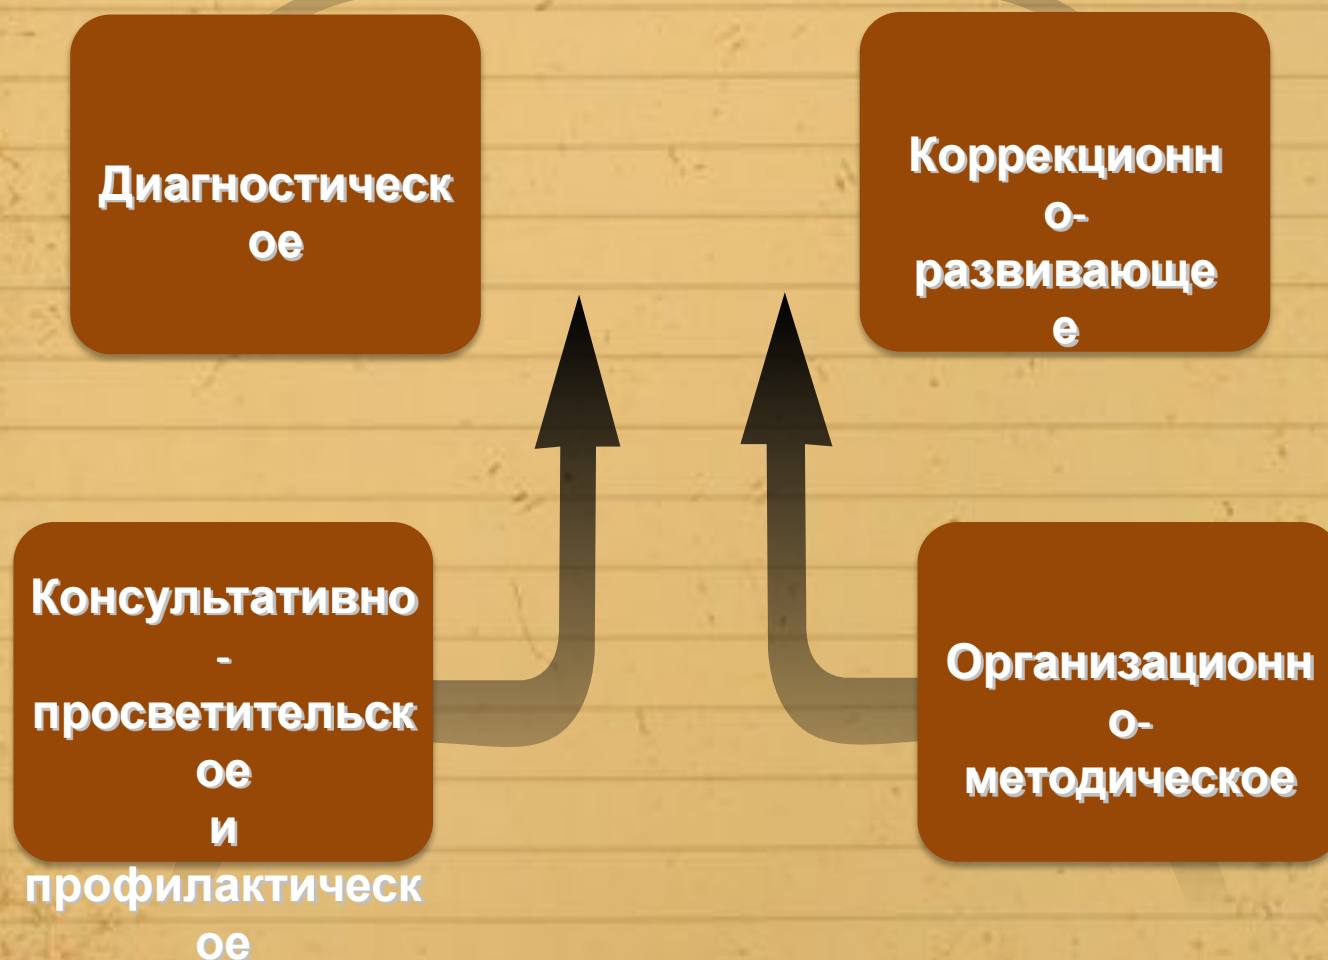 Диагностическ
ое
Коррекционн
о-
развивающе
е
Консультативно
-
просветительск
ое
и
профилактическ
ое
Организационн
о-
методическое